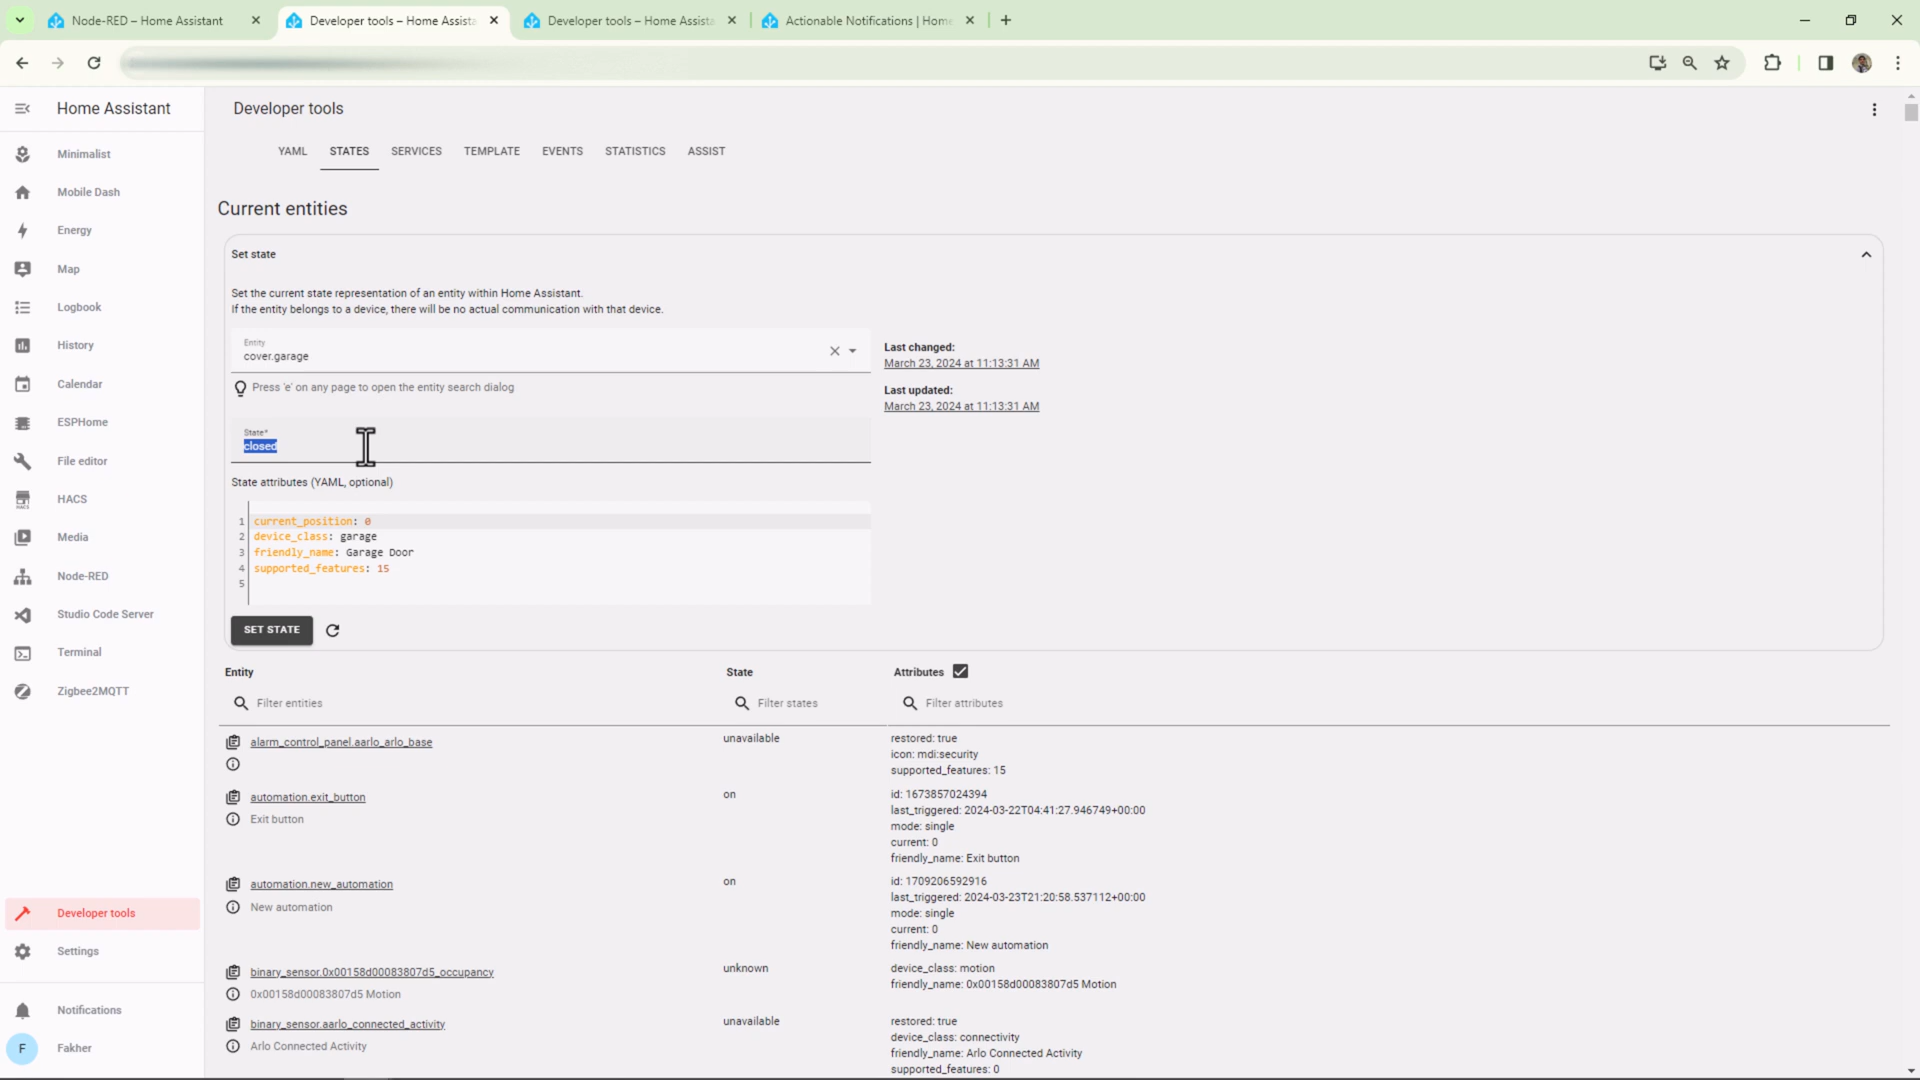 Node-RED – Home Assistant
Developer tools – Home Assista
Developer tools – Home Assista
Actionable Notifications | Home
Home Assistant
Developer tools
Minimalist
Mobile Dash
Energy
Map
Logbook
History
Calendar
ESPHome
File editor
HACS
HACS
Media
Node-RED
Studio Code Server
Terminal
Zigbee2MQTT
Developer tools
Settings
Notifications
F
Fakher
YAML STATES SERVICES TEMPLATE EVENTS STATISTICS ASSIST
Current entities
Set state
Set the current state representation of an entity within Home Assistant.
If the entity belongs to a device, there will be no actual communication with that device.
Entity
cover.garage
Press 'e' on any page to open the entity search dialog
Last changed:
March 23, 2024 at 11:13:31 AM
Last updated:
March 23, 2024 at 11:13:31 AM
State*
closed
State attributes (YAML, optional)
1 current_position: 0
2 device_class: garage
3 friendly_name: Garage Door
4 supported_features: 15
5
SET STATE
Entity State Attributes
Filter entities Filter states Filter attributes
alarm_control_panel.aarlo_arlo_base unavailable restored: true
icon: mdi:security
supported_features: 15
automation.exit_button on id: 1673857024394
last_triggered: 2024-03-22T04:41:27.946749+00:00
Exit button mode: single
current: 0
friendly_name: Exit button
automation.new_automation on id: 1709206592916
last_triggered: 2024-03-23T21:20:58.537112+00:00
New automation mode: single
current: 0
friendly_name: New automation
binary_sensor.0x00158d00083807d5_occupancy unknown device_class: motion
0x00158d00083807d5 Motion friendly_name: 0x00158d00083807d5 Motion
binary_sensor.aarlo_connected_activity unavailable restored: true
device_class: connectivity
Arlo Connected Activity friendly_name: Arlo Connected Activity
supported_features: 0